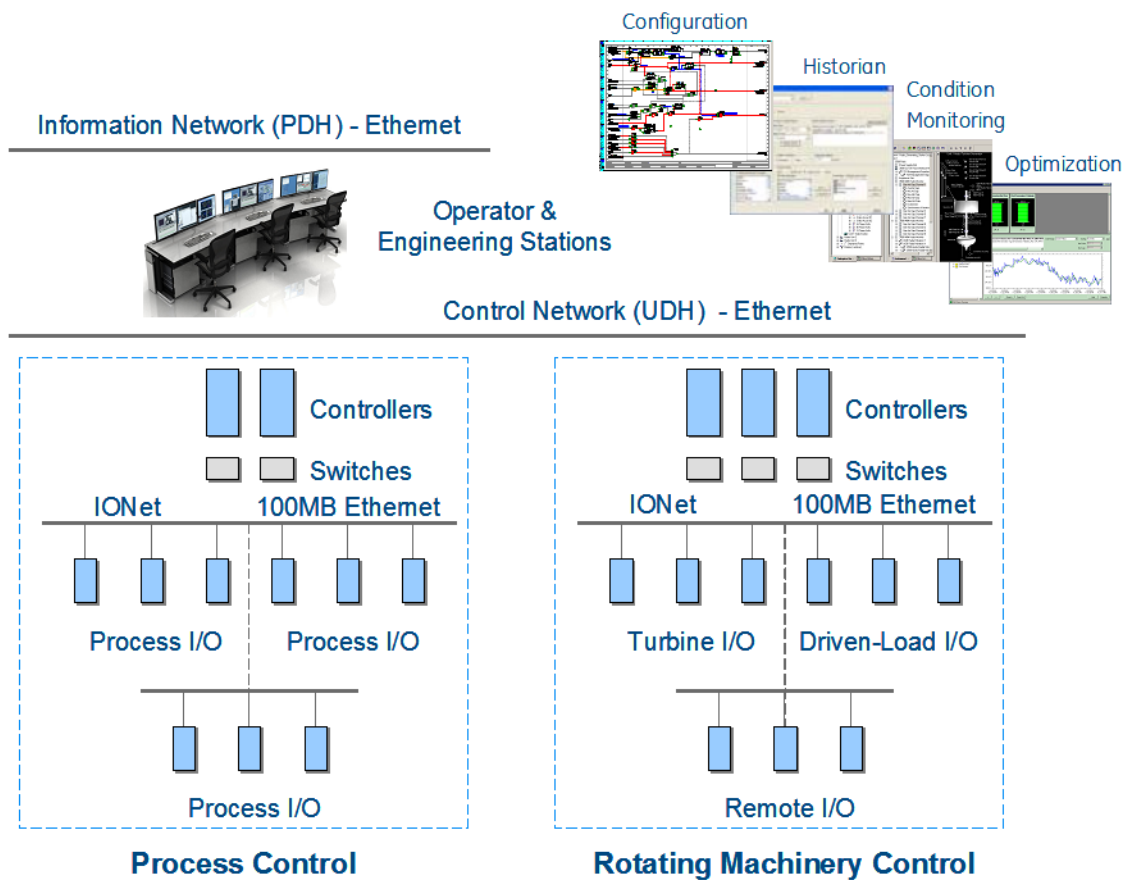 Configuration
Historian
Condition
Monitoring
Optimization
Information Network (PDH) - Ethernet
Operator &
Engineering Stations
Control Network (UDH) - Ethernet
Controllers
Switches
IONet
100MB Ethernet
Process I/O
Process I/O
Process I/O
Process Control
Controllers
Switches
IONet
100MB Ethernet
Turbine I/O
Driven-Load I/O
Remote I/O
Rotating Machinery Control